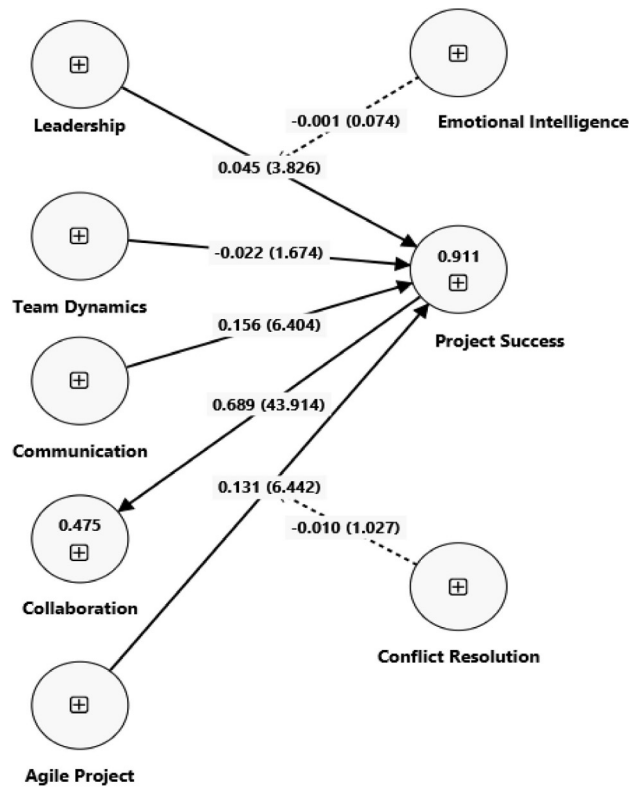 Leadership
Emotional Intelligence
-0.001 (0.074)
0.045 (3.826)
Team Dynamics
-0.022 (1.674)
0.911
Project Success
0.156 (6.404)
Communication
0.689 (43.914)
0.131 (6.442)
0.475
Collaboration
-0.010 (1.027)
Conflict Resolution
Agile Project